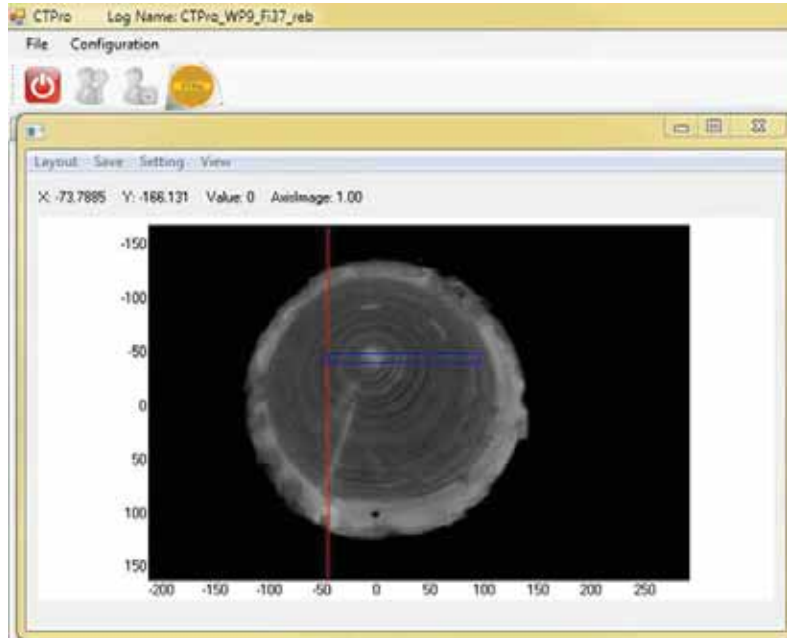 CTPro Log Name: CTPro_WP9_Fi37_reb
File Configuration
Layout Save Setting View
X: -73.7885 Y: -166.131 Value: 0 AxisImage: 1.00
-150
-100
-50
0
50
100
150
-200 -150 -100 -50 0 50 100 150 200 250